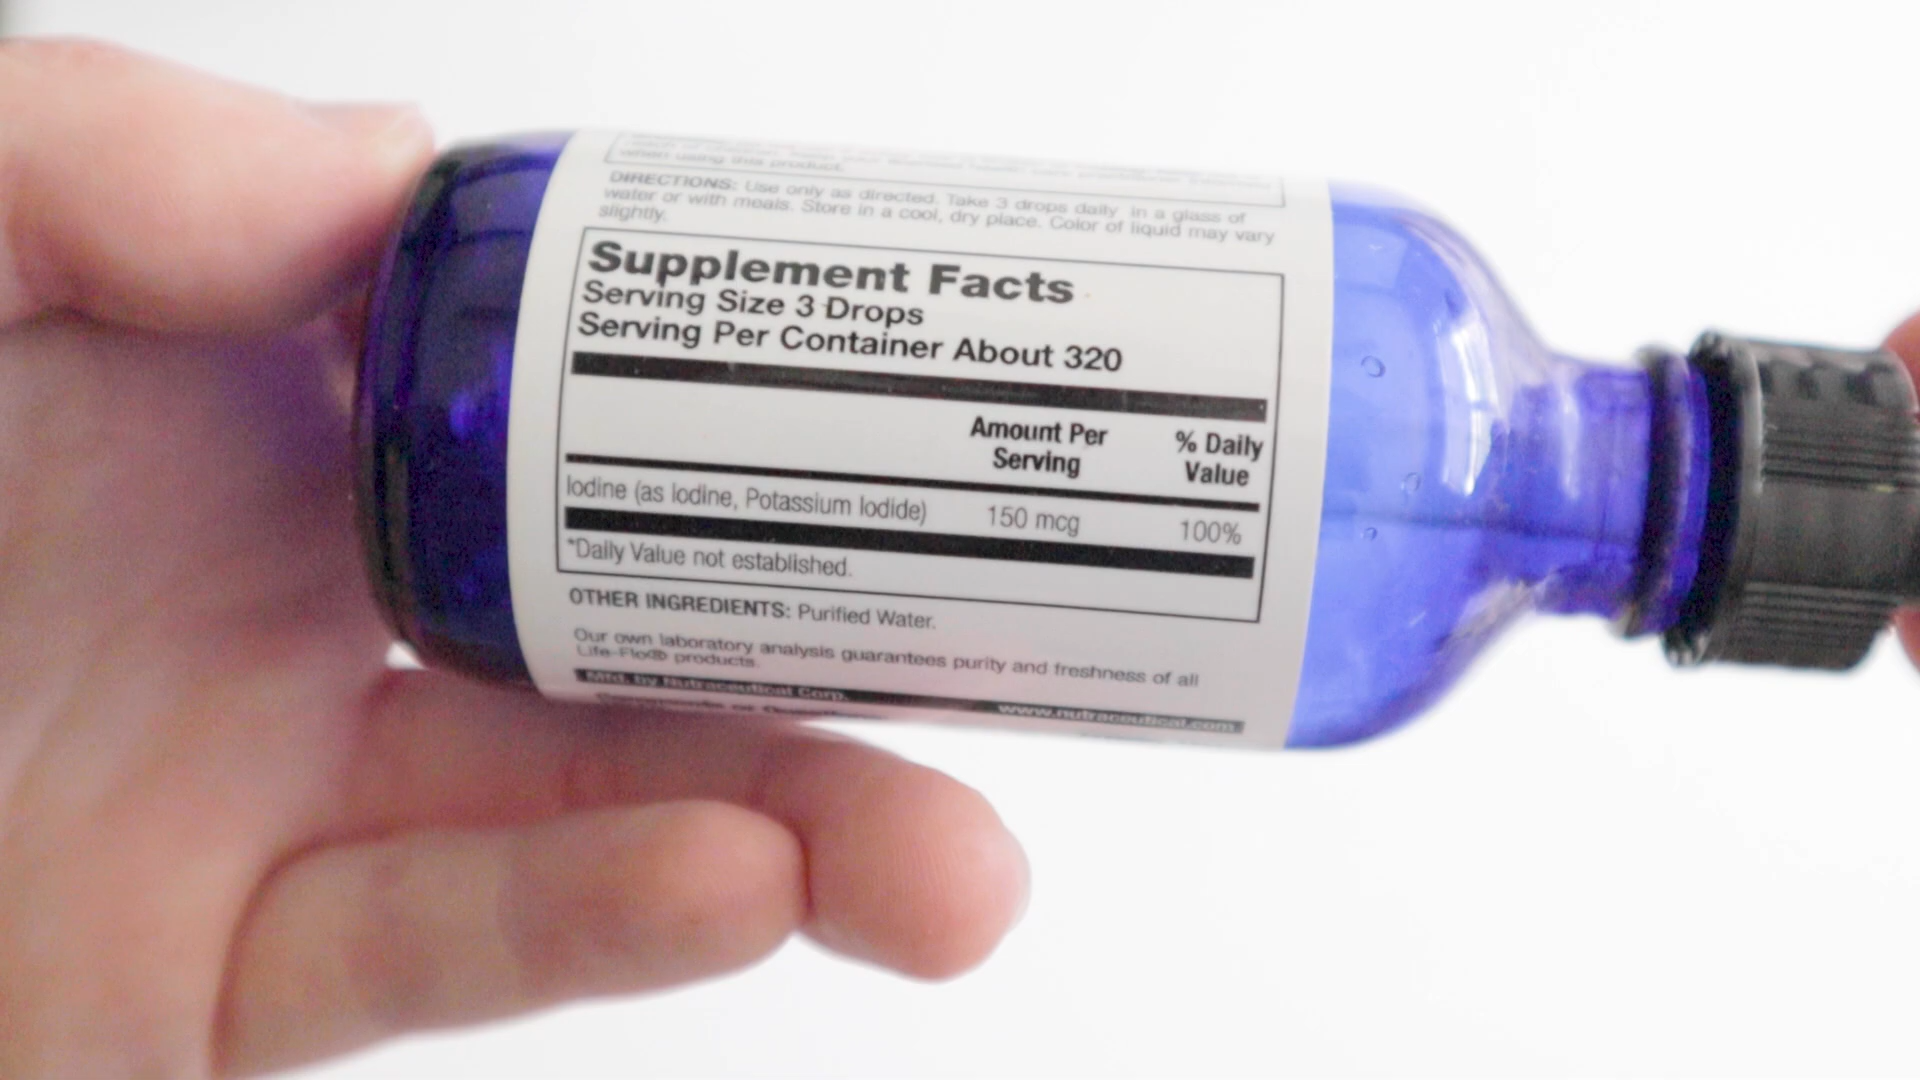 when using this product.
DIRECTIONS: Use only as directed. Take 3 drops daily in a glass of
water or with meals. Store in a cool, dry place. Color of liquid may vary
slightly.
Supplement Facts
Serving Size 3 Drops
Serving Per Container About 320
Amount Per
Serving
% Daily
Value
Iodine (as Iodine, Potassium Iodide) 150 mcg 100%
*Daily Value not established.
OTHER INGREDIENTS: Purified Water.
Our own laboratory analysis guarantees purity and freshness of all
Life-Flo® products.
Mfd. by Nutraceutical Corp.
www.nutraceutical.com